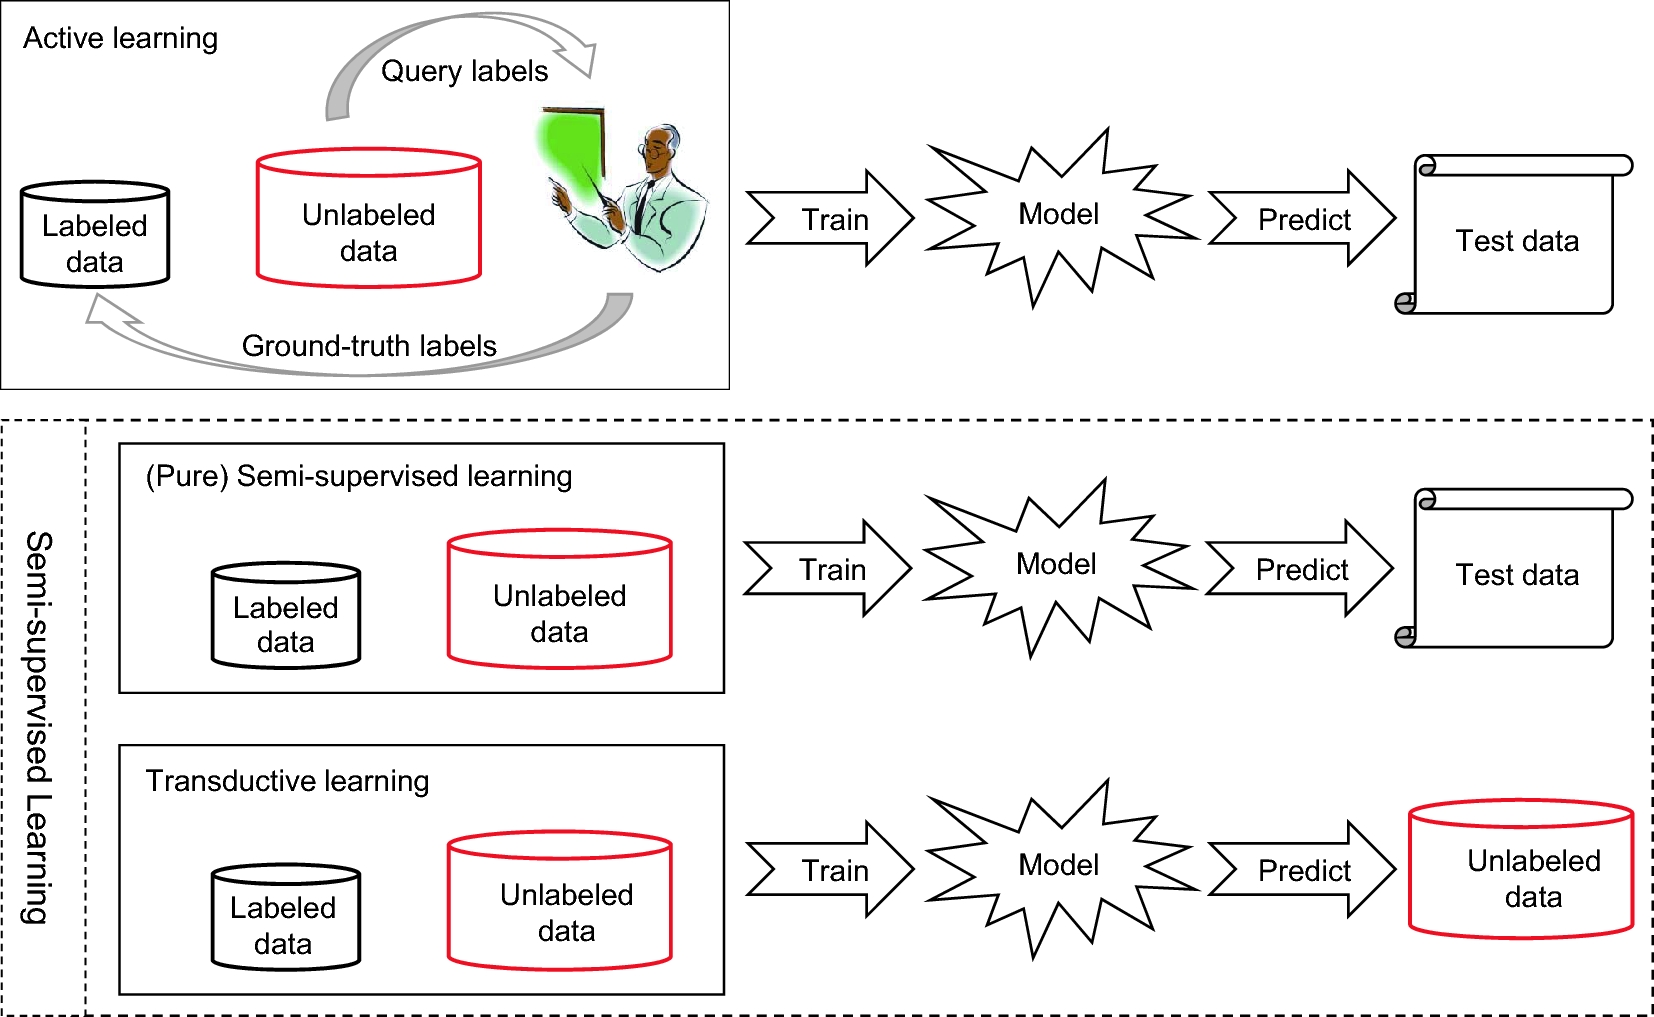 Active learning
Query labels
Labeled
data
Unlabeled
data
Ground-truth labels
Train
Model
Predict
Test data
Semi-supervised Learning
(Pure) Semi-supervised learning
Labeled
data
Unlabeled
data
Train
Model
Predict
Test data
Transductive learning
Labeled
data
Unlabeled
data
Train
Model
Predict
Unlabeled
data